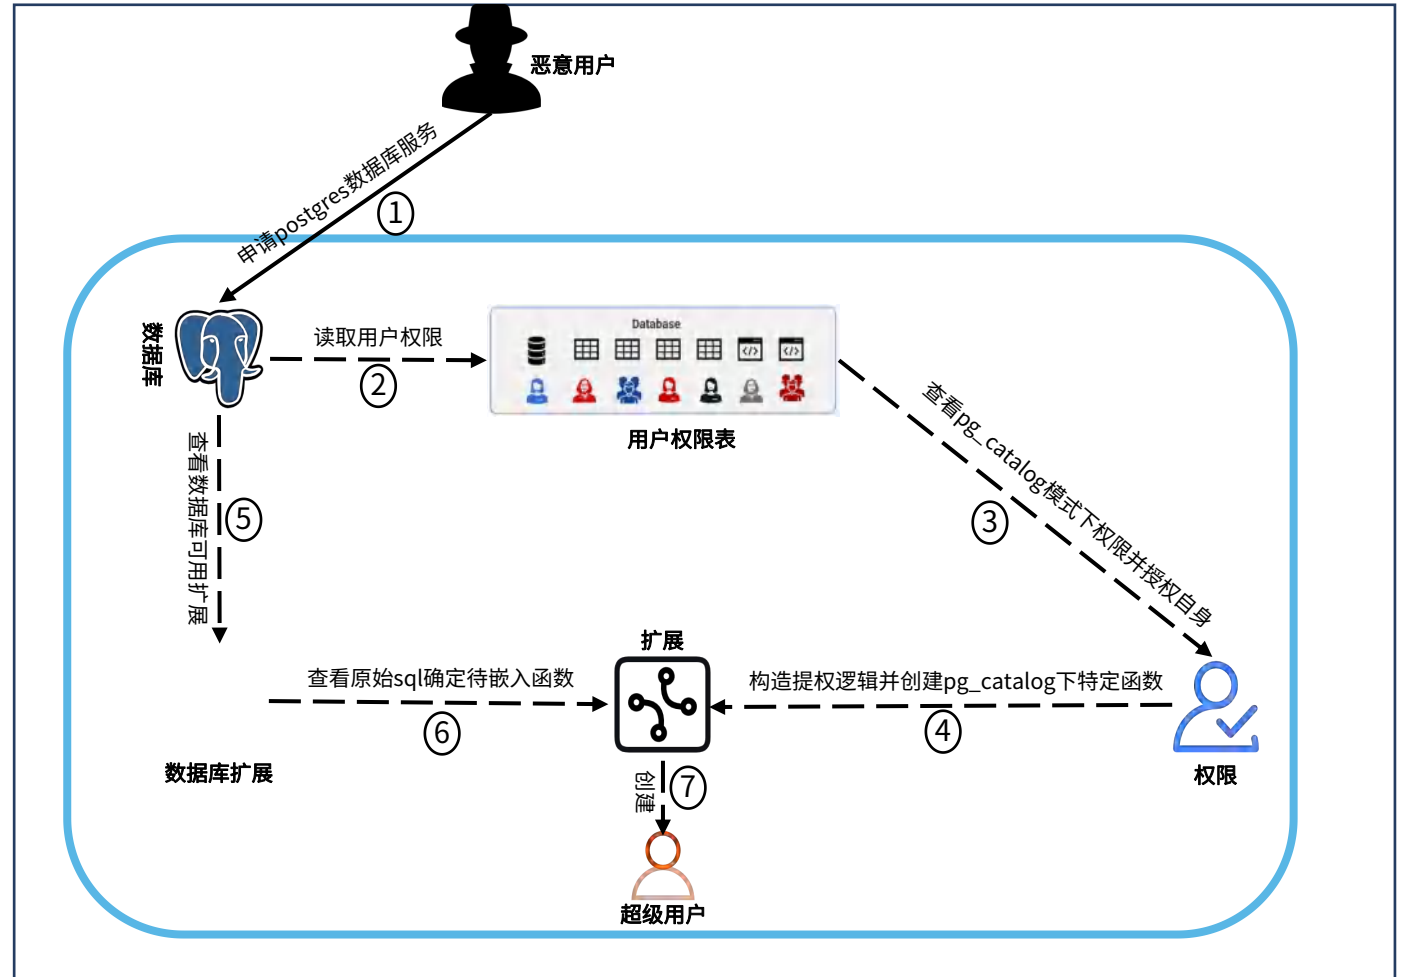 恶意用户
申请postgres数据库服务
①
数据库
读取用户权限
②
Database
用户权限表
查看pg_catalog模式下权限并授权自身
③
查看数据库可用扩展
⑤
扩展
查看原始sql确定待嵌入函数
⑥
构造提权逻辑并创建pg_catalog下特定函数
④
数据库扩展
权限
创建
⑦
超级用户